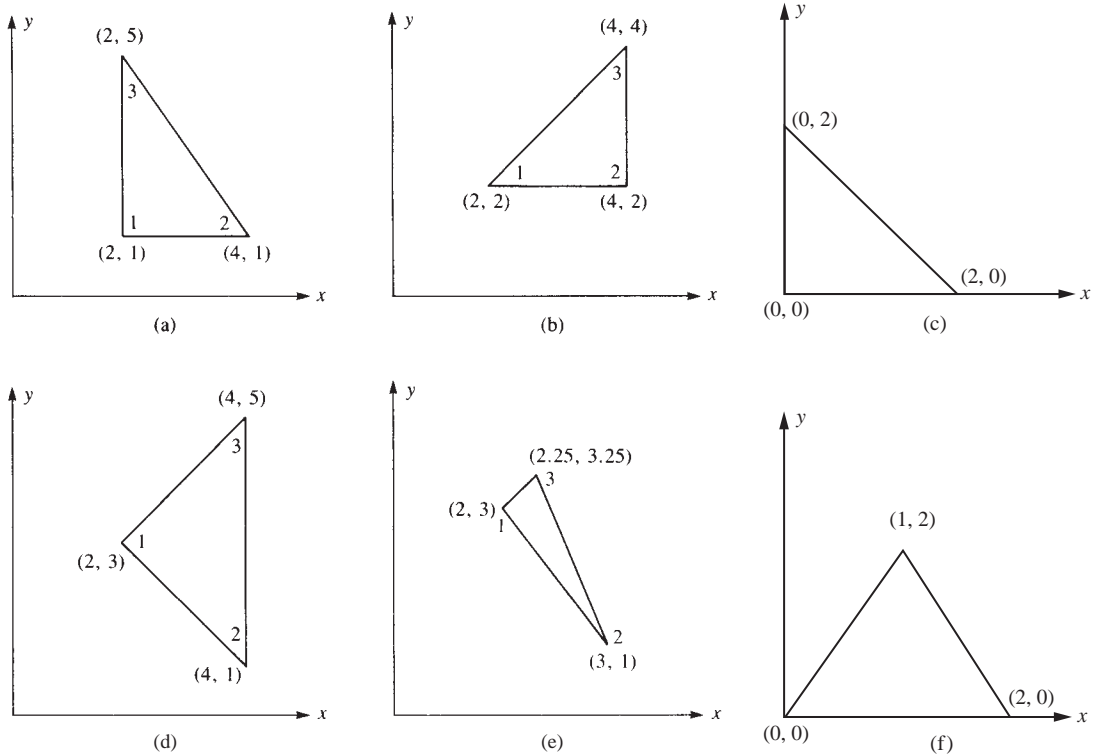 y
(2, 5)
3
1
2
(2, 1)
(4, 1)
x
(a)
y
(4, 4)
3
1
2
(2, 2)
(4, 2)
x
(b)
y
(0, 2)
(2, 0)
(0, 0)
x
(c)
y
(4, 5)
3
1
(2, 3)
2
(4, 1)
x
(d)
y
(2.25, 3.25)
3
(2, 3)
1
2
(3, 1)
x
(e)
y
(1, 2)
(2, 0)
(0, 0)
x
(f)